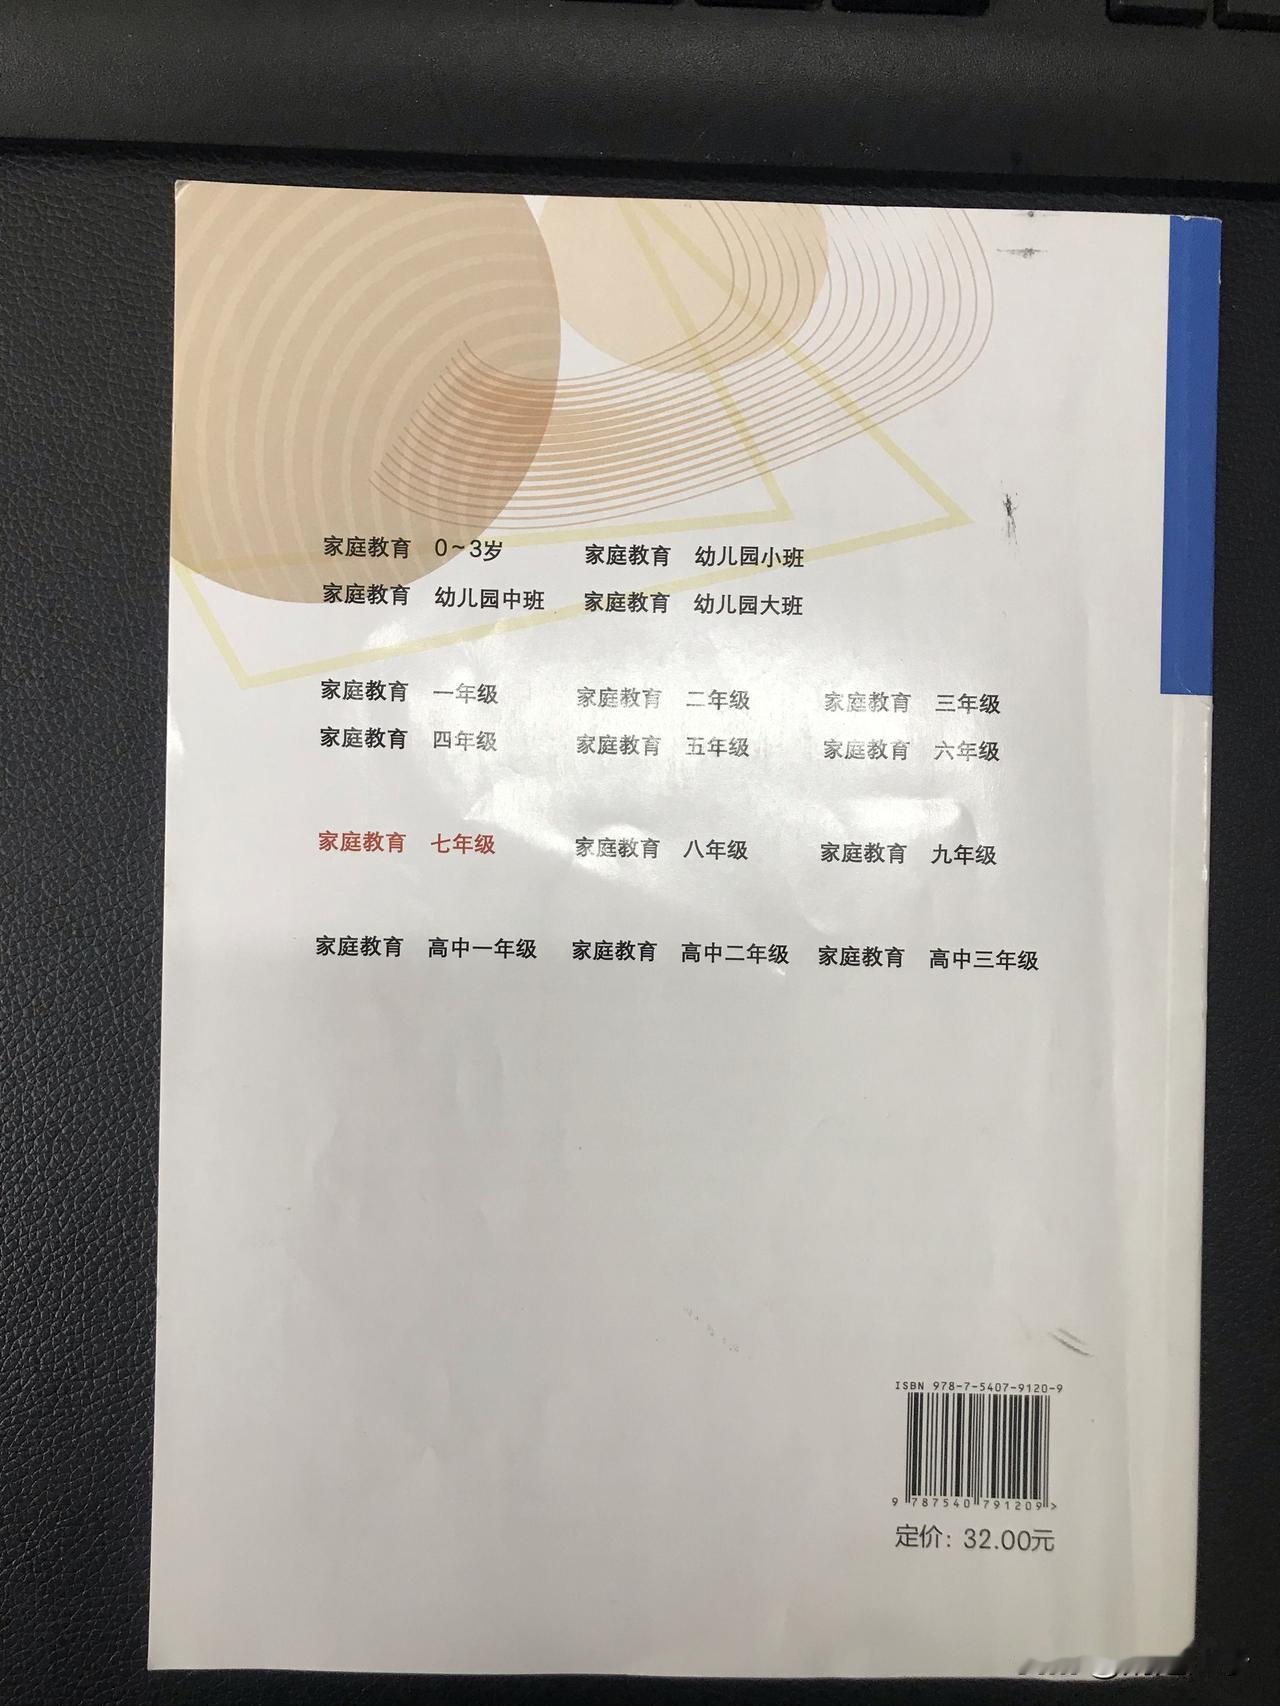 家庭教育 0～3岁 家庭教育 幼儿园小班
家庭教育 幼儿园中班 家庭教育 幼儿园大班
家庭教育 一年级 家庭教育 二年级 家庭教育 三年级
家庭教育 四年级 家庭教育 五年级 家庭教育 六年级
家庭教育 七年级 家庭教育 八年级 家庭教育 九年级
家庭教育 高中一年级 家庭教育 高中二年级 家庭教育 高中三年级
ISBN 978-7-5407-9120-9
9 787540 791209 >
定价：32.00元